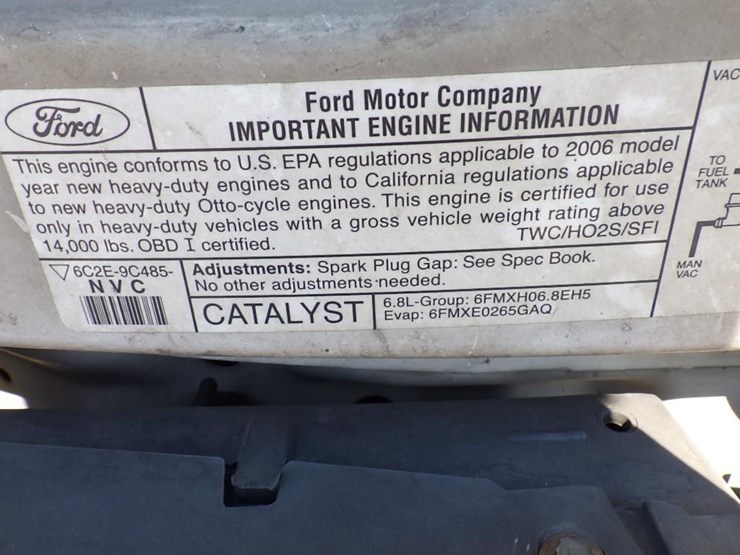 Ford
Ford Motor Company
IMPORTANT ENGINE INFORMATION
This engine conforms to U.S. EPA regulations applicable to 2006 model
year new heavy-duty engines and to California regulations applicable
to new heavy-duty Otto-cycle engines. This engine is certified for use
only in heavy-duty vehicles with a gross vehicle weight rating above
14,000 lbs. OBD I certified.
TWC/HO2S/SFI
6C2E-9C485-
N V C
Adjustments: Spark Plug Gap: See Spec Book.
No other adjustments needed.
CATALYST
6.8L-Group: 6FMXH06.8EH5
Evap: 6FMXE0265GAQ
VAC
TO
FUEL
TANK
MAN
VAC